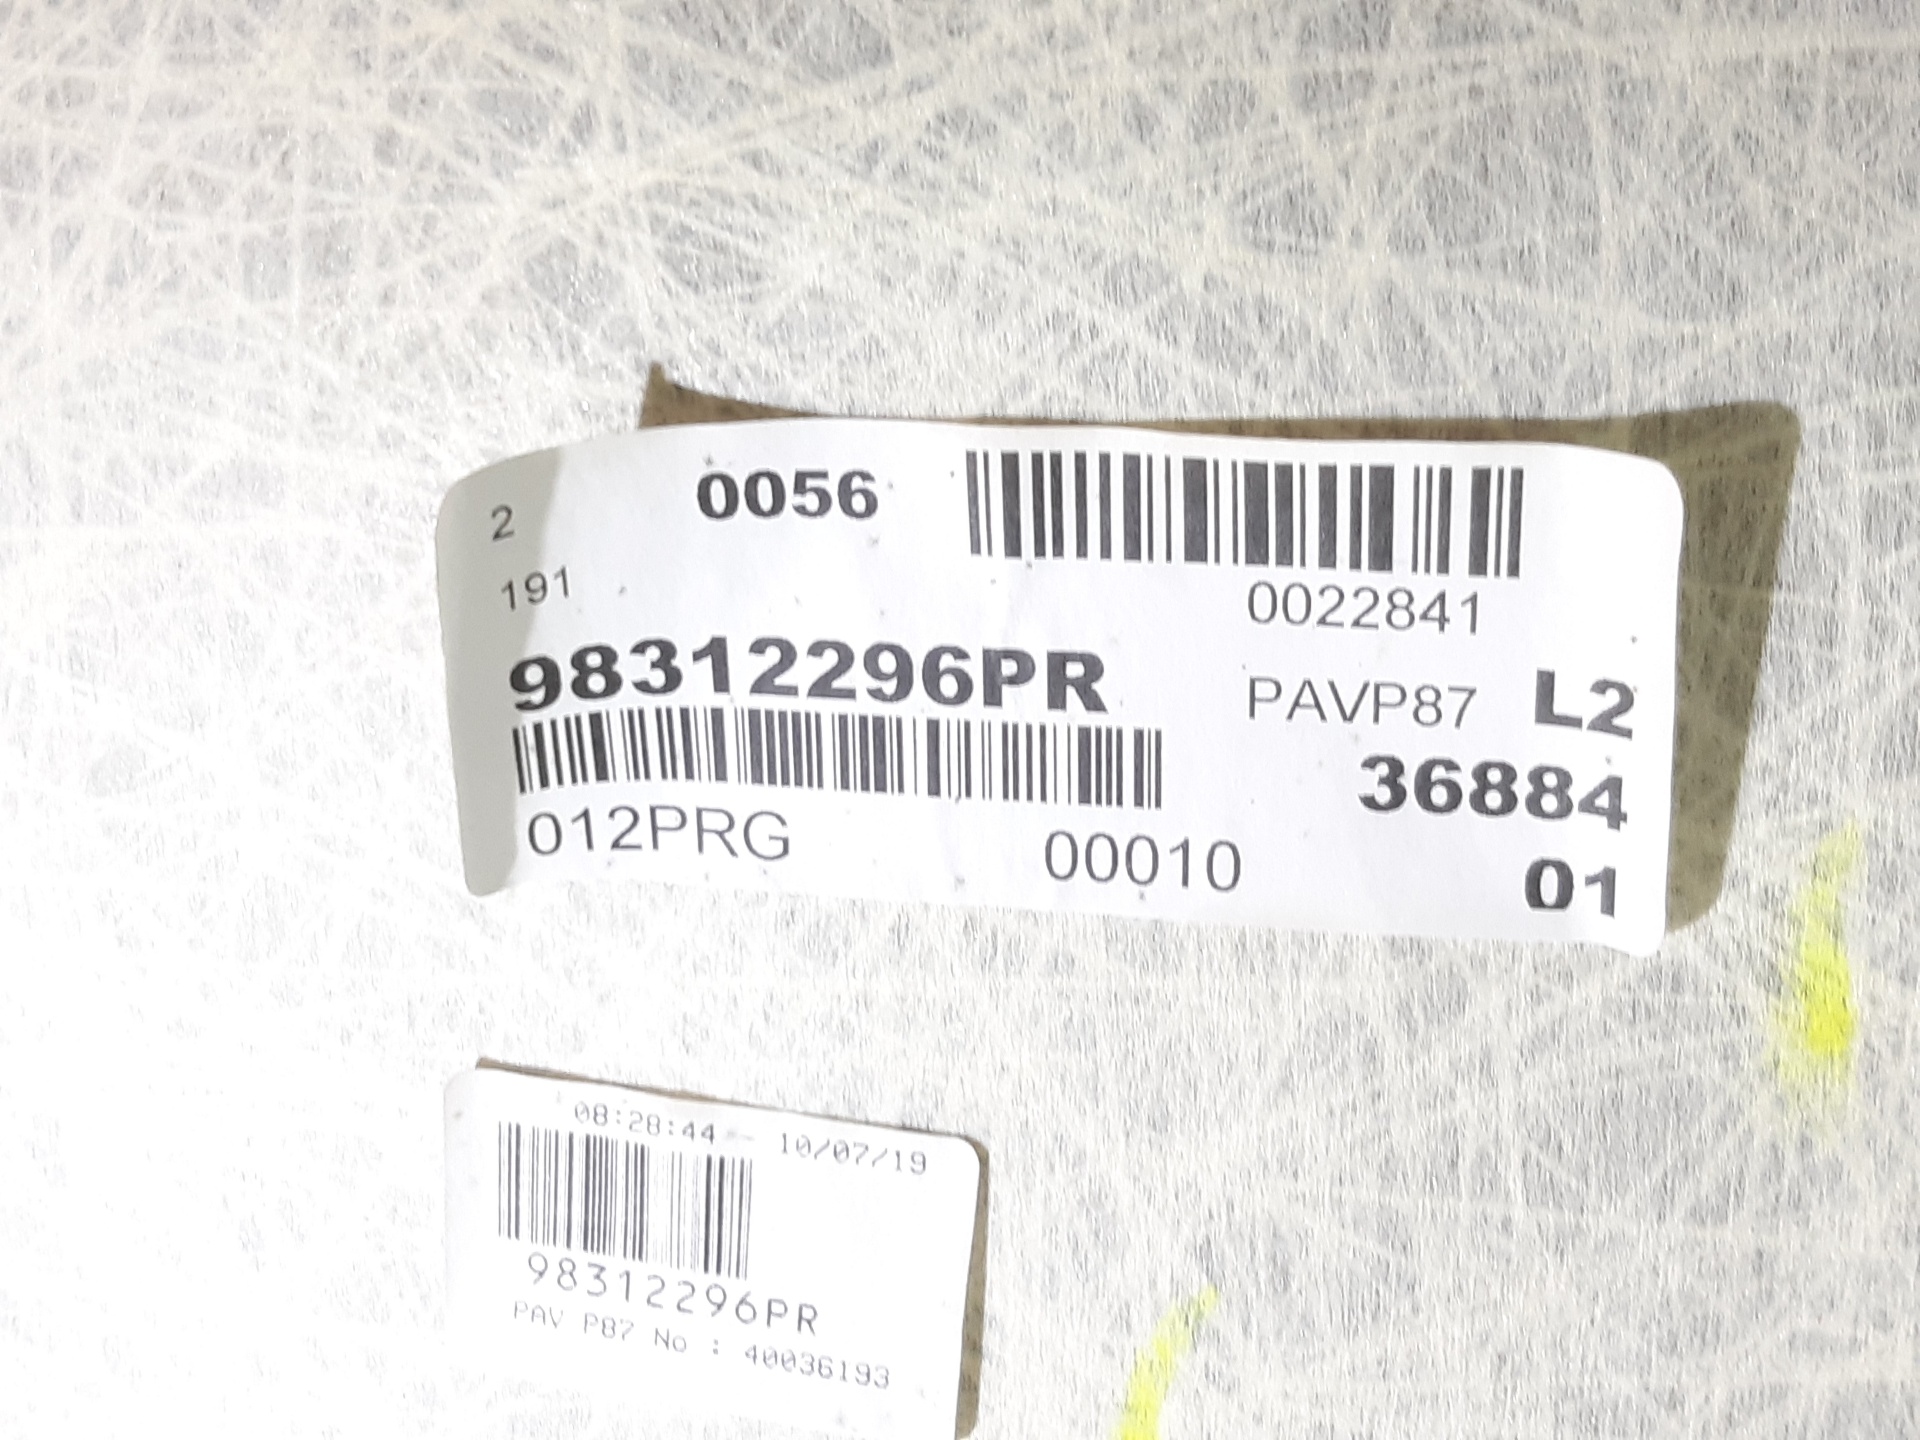 2 0056
0022841
191
98312296PR PAVP87 L2
36884
012PRG 00010 01
08:28:44 - 10/07/19
98312296PR
PAV P87 No : 40036193